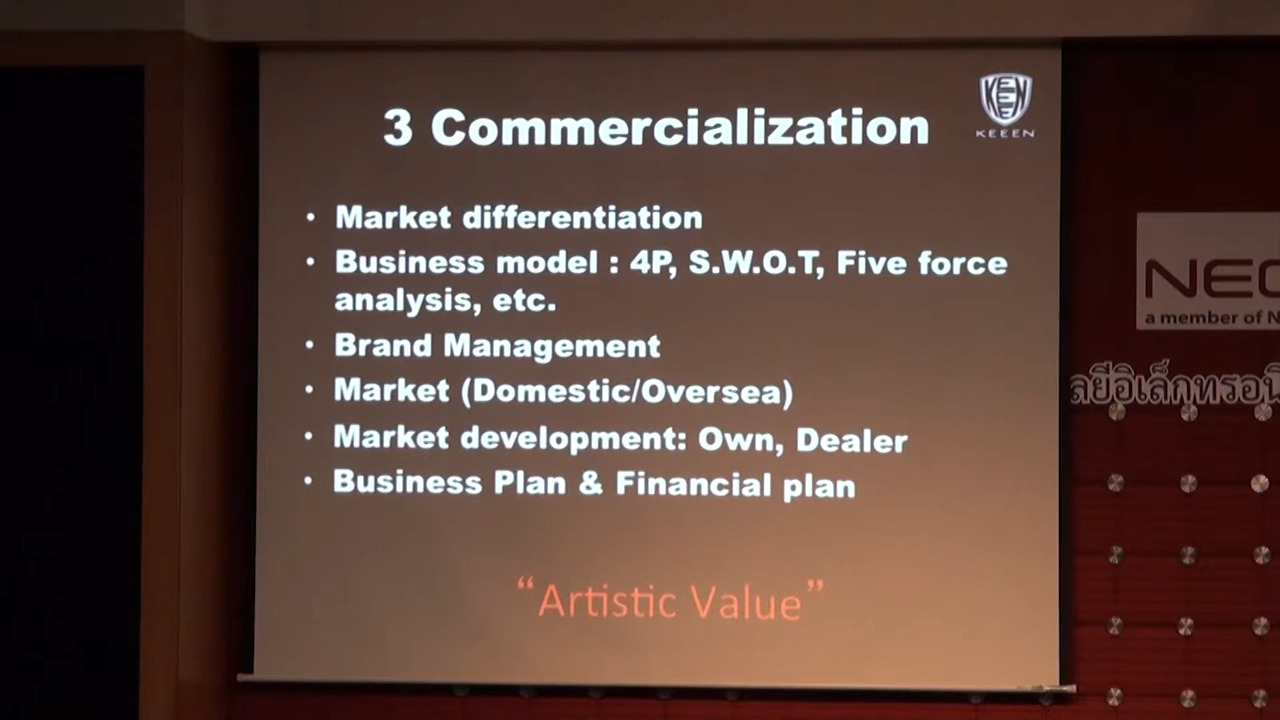 3 Commercialization
KEEEN
KEEEN
• Market differentiation
• Business model : 4P, S.W.O.T, Five force
analysis, etc.
• Brand Management
• Market (Domestic/Oversea)
• Market development: Own, Dealer
• Business Plan & Financial plan
“Artistic Value”
a member of